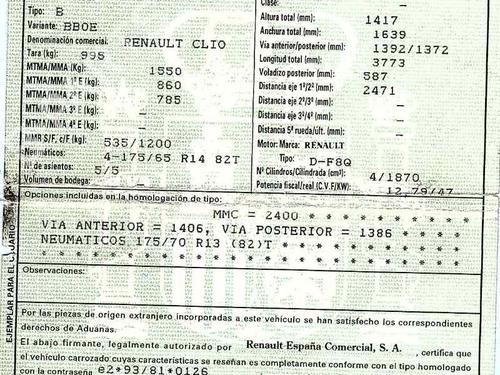 Tipo: B
Variante: BBOE
Denominación comercial: RENAULT CLIO
Tara (kg): 995
MTMA/MMA (Kg): 1550
MTMA/MMA 1º E (kg): 860
MTMA/MMA 2º E (kg): 785
MTMA/MMA 3º E (kg): —
MTMA/MMA 4º E (kg): —
MMR S/F, c/F (kg): 535/1200
Neumáticos: 4-175/65 R14 82T
Nº de asientos: 5/5
Volumen de bodega: —
Clase: —
Altura total (mm): 1417
Anchura total (mm): 1639
Vía anterior/posterior (mm): 1392/1372
Longitud total (mm): 3773
Voladizo posterior (mm): 587
Distancia eje 1º/2º (mm): 2471
Distancia eje 2º/3º (mm): —
Distancia eje 3º/4º (mm): —
Distancia 5ª rueda/últ. (mm): —
Motor: Marca: RENAULT
Tipo: D-F8Q
Nº Cilindros/Cilindrada (cm³): 4/1870
Potencia fiscal/real (C.V.F/KW): 12,79/47
Opciones incluidas en la homologación de tipo:
MMC = 2400 * * * * * * * * * *
VIA ANTERIOR = 1406, VIA POSTERIOR = 1386 * * * * *
NEUMATICOS 175/70 R13 (82)T * * * * * * * * * * *
* * * * * * * * * * * * * * * * * * * * * * * * *
Observaciones:
EJEMPLAR PARA EL USUARIO
Por las piezas de origen extranjero incorporadas a este vehículo se han satisfecho los correspondientes
derechos de Aduanas.
El abajo firmante, legalmente autorizado por Renault España Comercial, S. A. , certifica que
el vehículo carrozado cuyas características se reseñan es completamente conforme con el tipo homologado
con la contraseña e2*93/81*0126